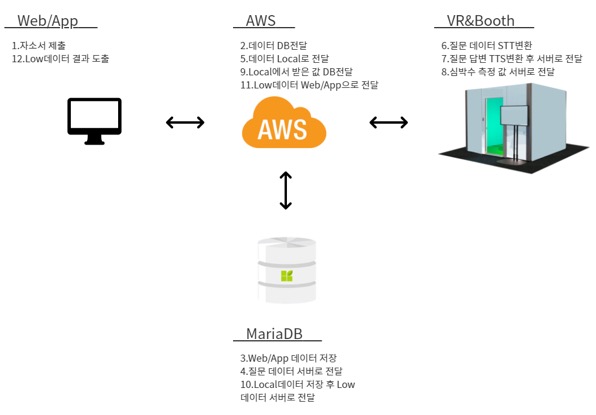 Web/App
1.자소서 제출
12.Low데이터 결과 도출
AWS
2.데이터 DB전달
5.데이터 Local로 전달
9.Local에서 받은 값 DB전달
11.Low데이터 Web/App으로 전달
VR&Booth
6.질문 데이터 STT변환
7.질문 답변 TTS변환 후 서버로 전달
8.심박수 측정 값 서버로 전달
AWS
MariaDB
3.Web/App 데이터 저장
4.질문 데이터 서버로 전달
10.Local데이터 저장 후 Low
데이터 서버로 전달